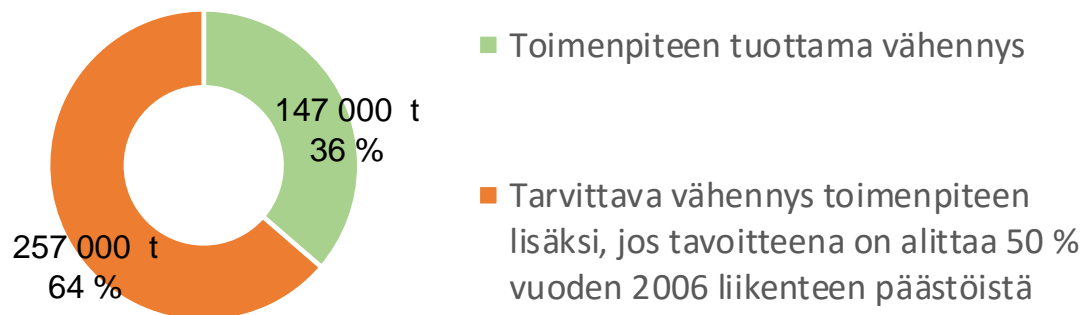 147 000 t
36 %
257 000 t
64 %
Toimenpiteen tuottama vähennys
Tarvittava vähennys toimenpiteen
lisäksi, jos tavoitteena on alittaa 50 %
vuoden 2006 liikenteen päästöistä